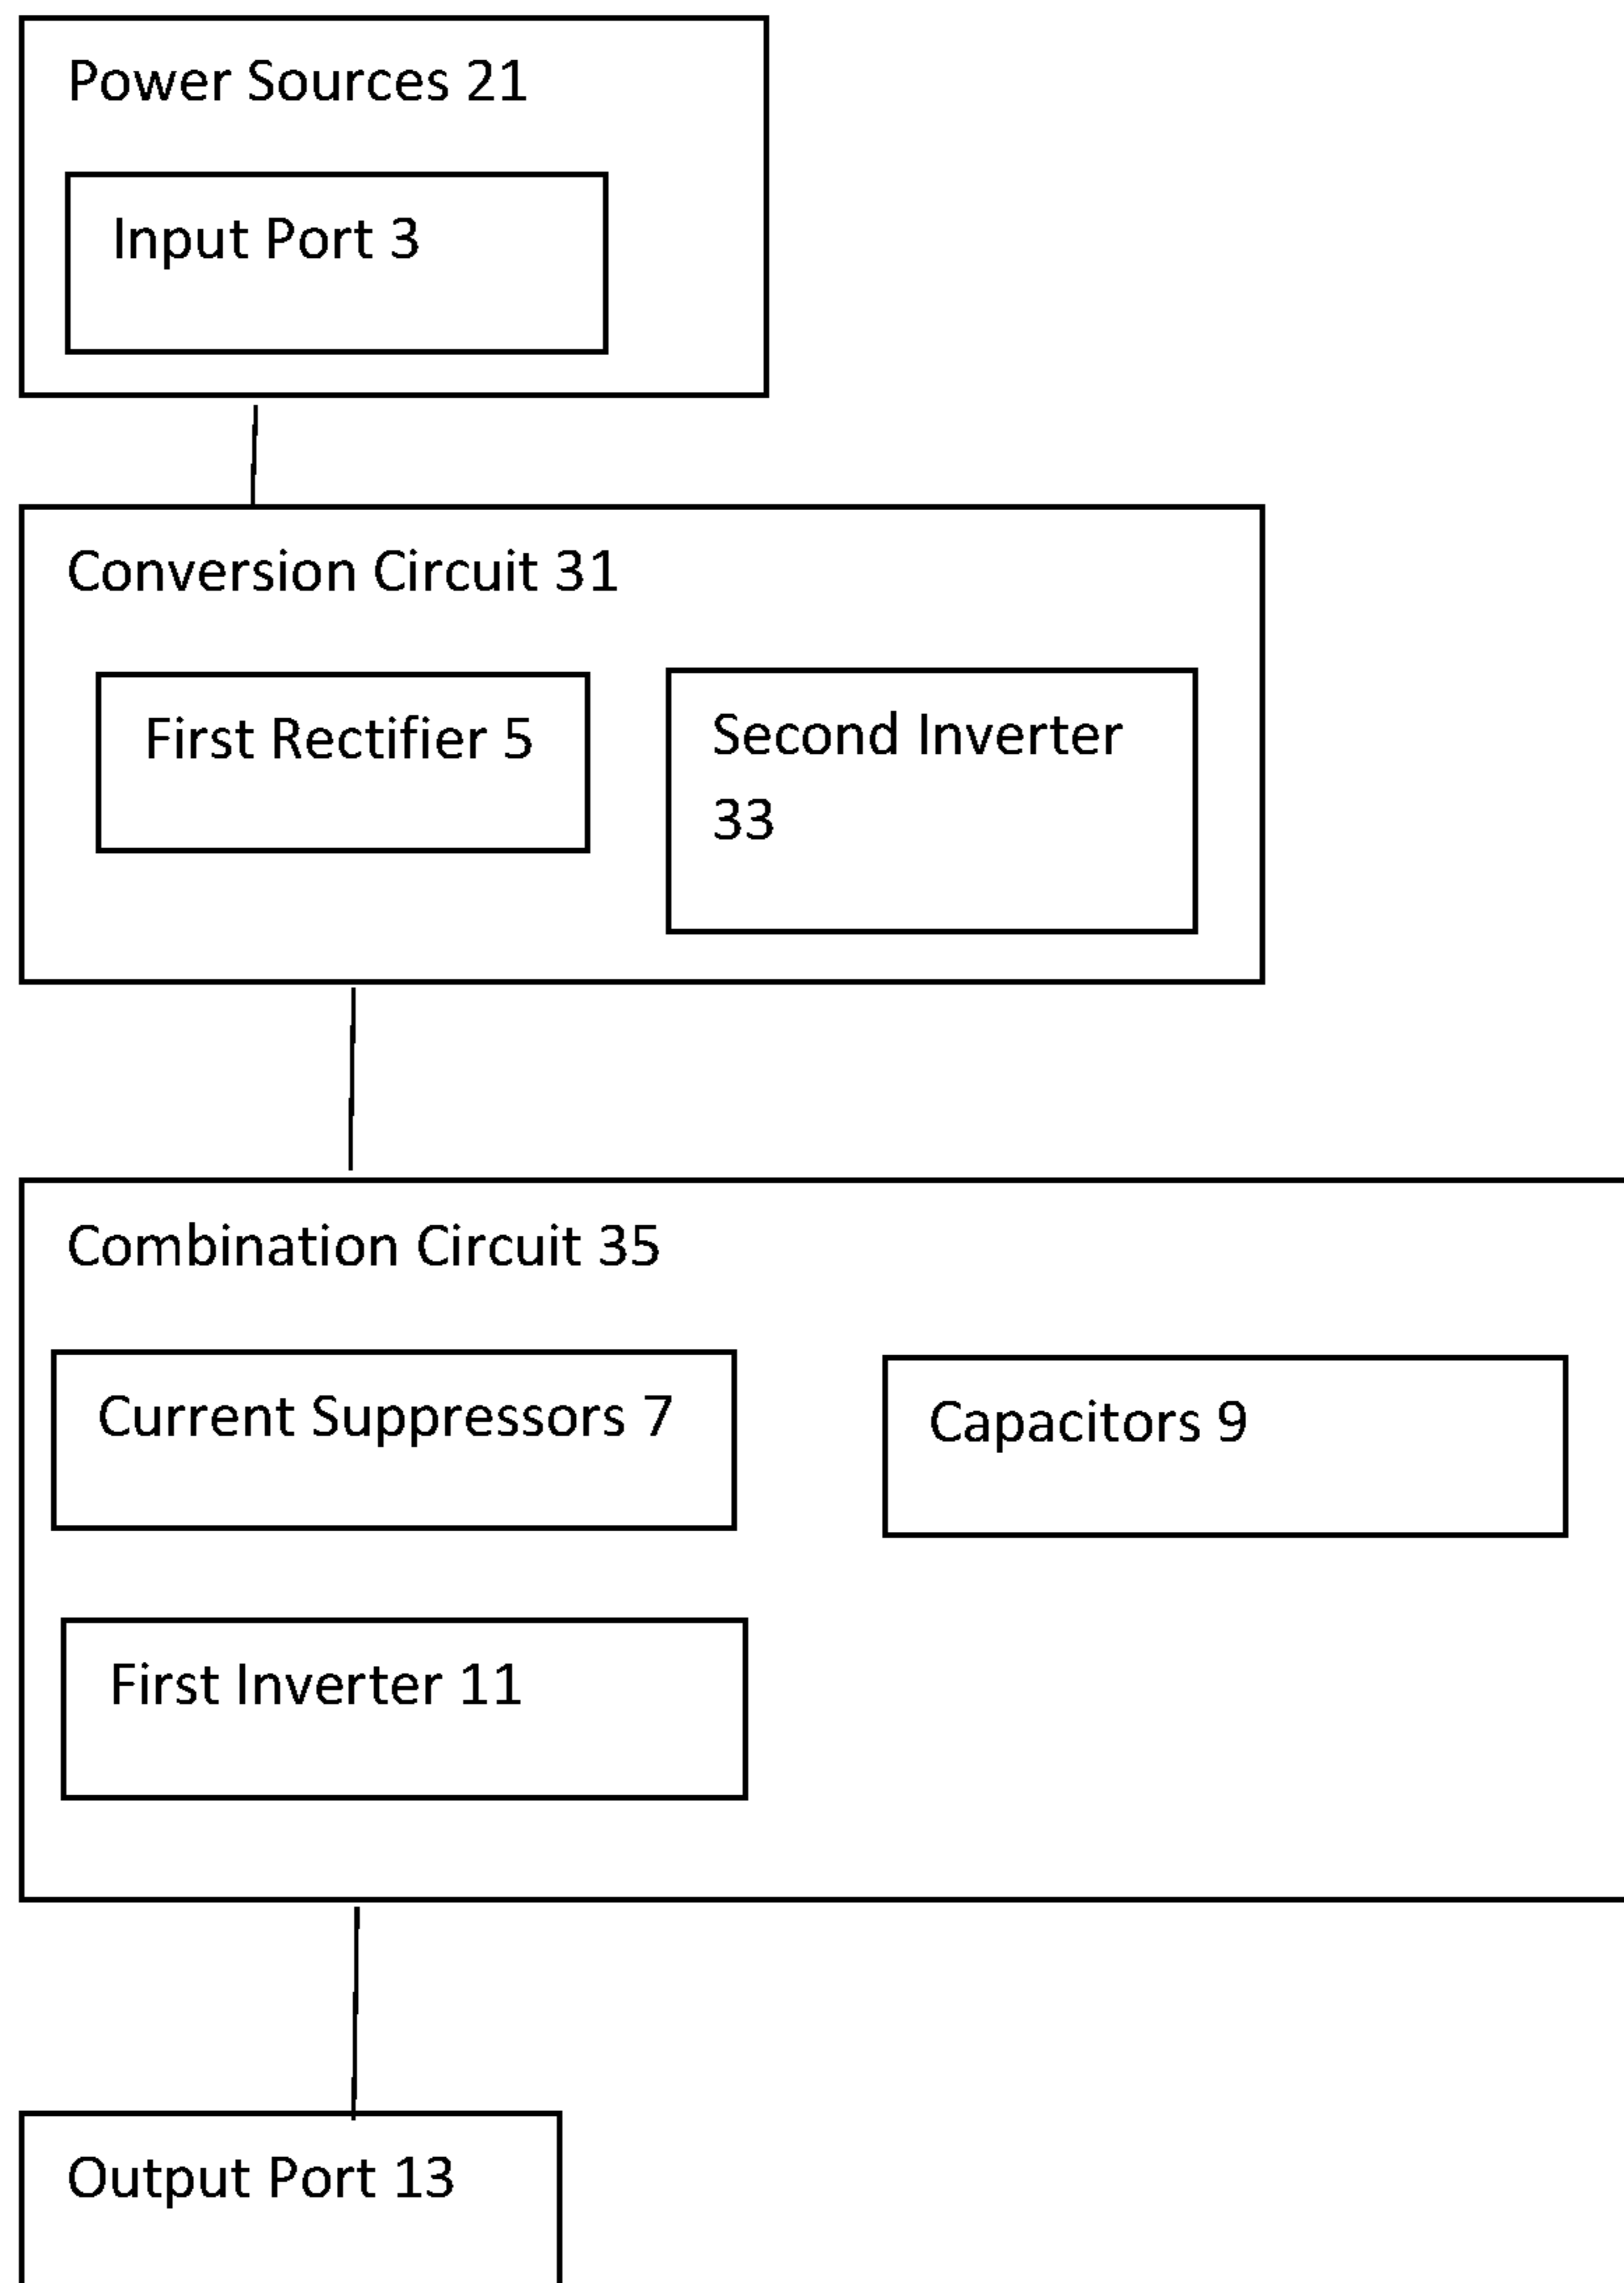 Power Sources 21
Input Port 3
Conversion Circuit 31
First Rectifier 5
Second Inverter
33
Combination Circuit 35
Current Suppressors 7
Capacitors 9
First Inverter 11
Output Port 13